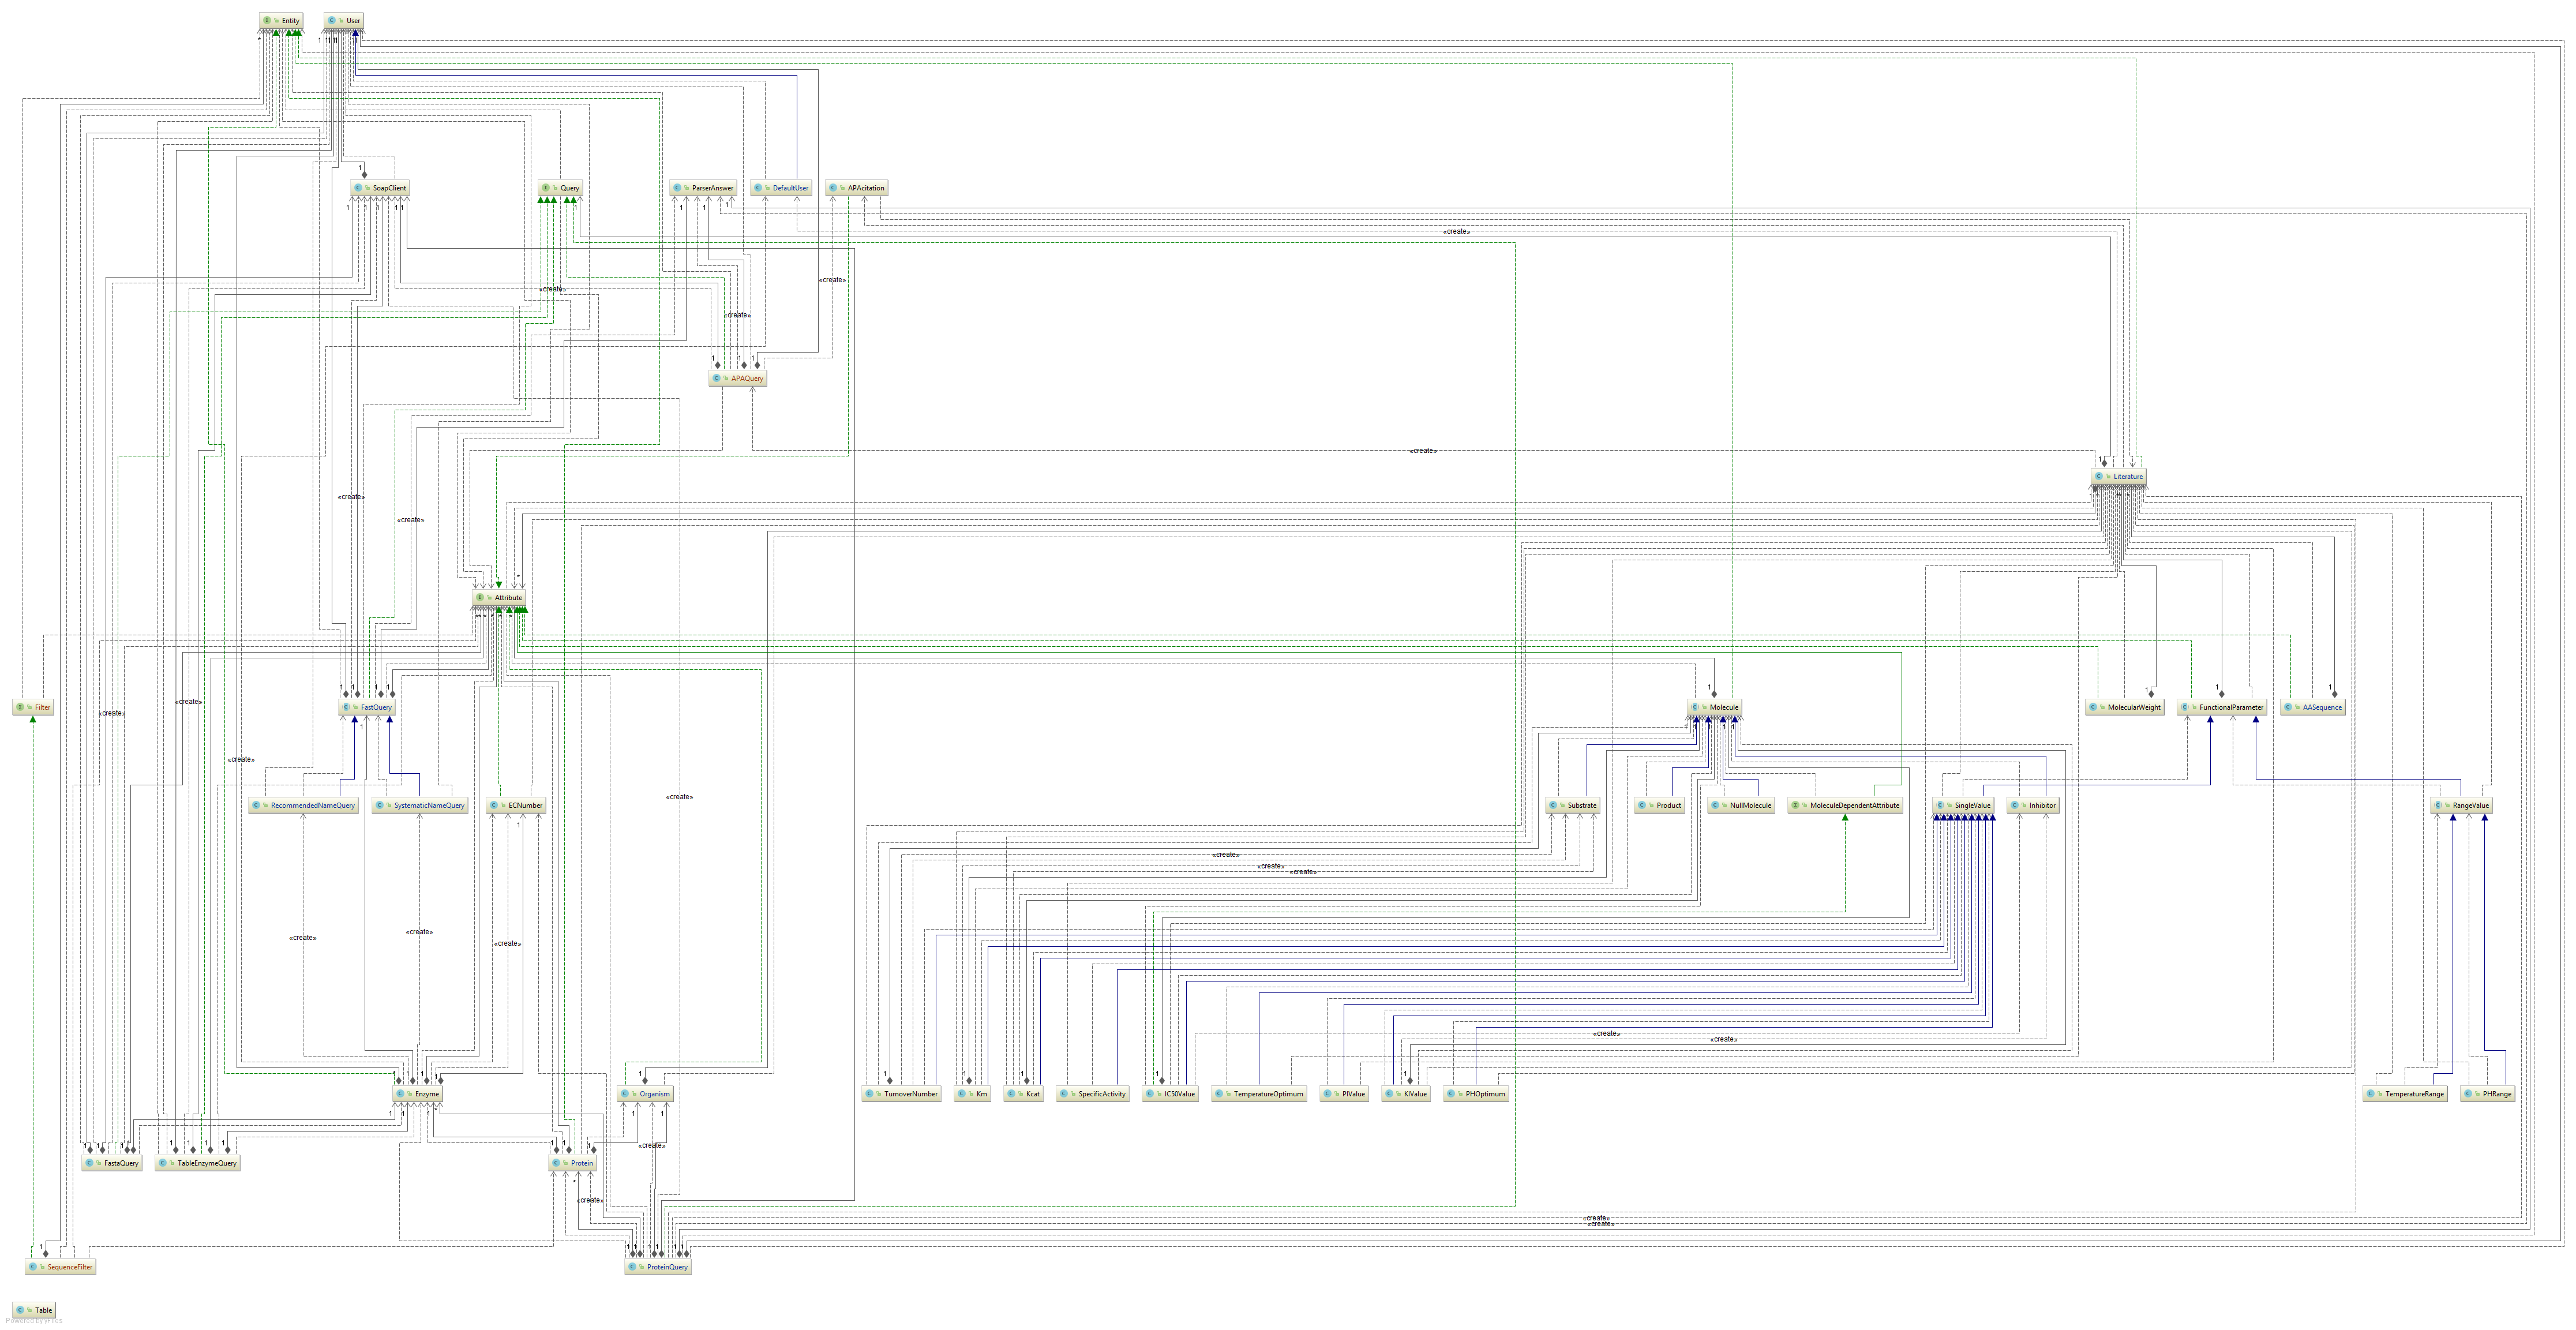 Entity
User
SoapClient
Query
ParserAnswer
DefaultUser
APAcitation
«create»
«create»
«create»
«create»
APAQuery
«create»
Literature
«create»
«create»
Attribute
Filter
«create»
«create»
FastQuery
Molecule
MolecularWeight
FunctionalParameter
AASequence
«create»
«create»
RecommendedNameQuery
SystematicNameQuery
ECNumber
Substrate
Product
NullMolecule
MoleculeDependentAttribute
SingleValue
Inhibitor
RangeValue
«create»
«create»
«create»
«create»
«create»
«create»
«create»
«create»
Enzyme
Organism
TurnoverNumber
Km
Kcat
SpecificActivity
IC50Value
TemperatureOptimum
PIValue
KIValue
PHOptimum
TemperatureRange
PHRange
«create»
FastaQuery
TableEnzymeQuery
Protein
«create»
«create»
«create»
SequenceFilter
ProteinQuery
Table
Powered by yFiles